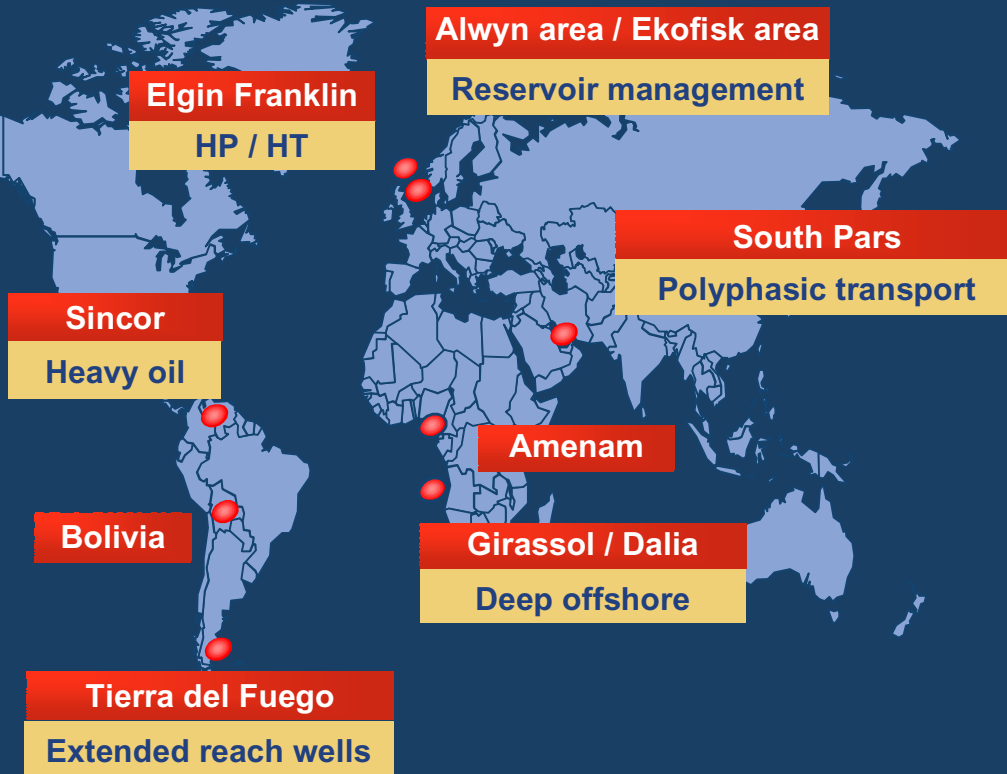 Alwyn area / Ekofisk area
Reservoir management
Elgin Franklin
HP / HT
South Pars
Polyphasic transport
Sincor
Heavy oil
Amenam
Bolivia
Girassol / Dalia
Deep offshore
Tierra del Fuego
Extended reach wells